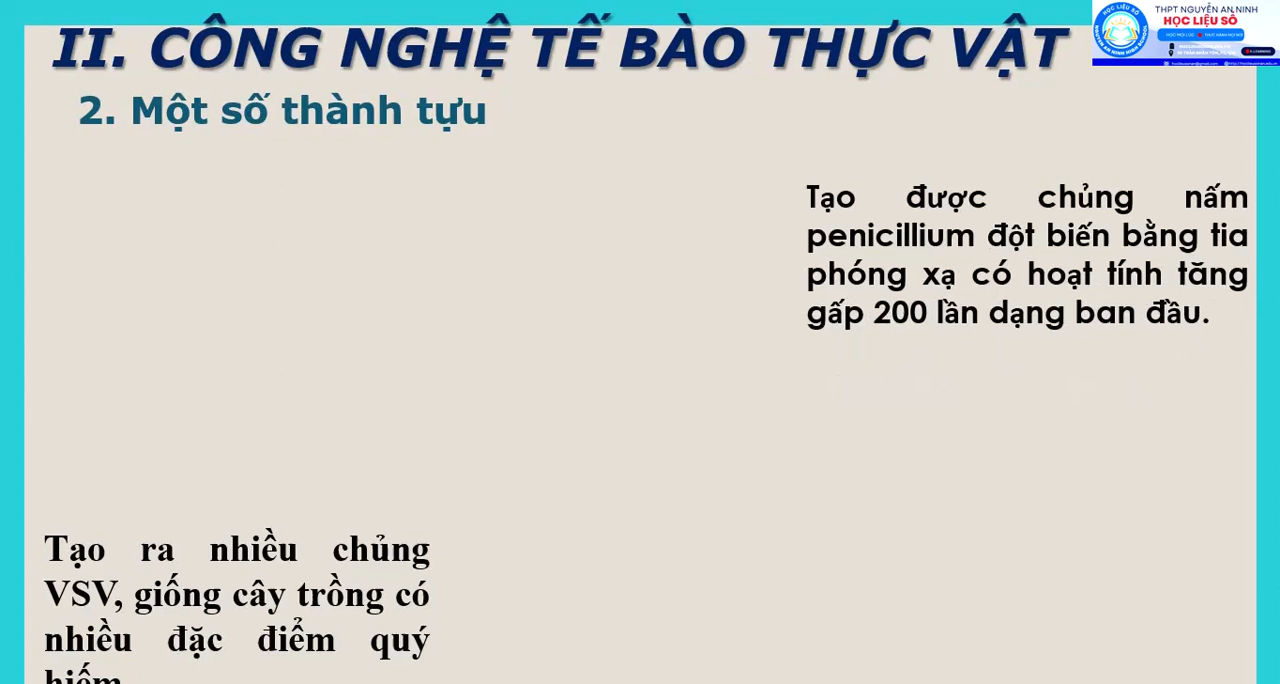 II. CÔNG NGHỆ TẾ BÀO THỰC VẬT
THPT NGUYỄN AN NINH
HỌC LIỆU SỐ
2. Một số thành tựu
Tạo được chủng nấm
penicillium đột biến bằng tia
phóng xạ có hoạt tính tăng
gấp 200 lần dạng ban đầu.
Tạo ra nhiều chủng
VSV, giống cây trồng có
nhiều đặc điểm quý
hiếm